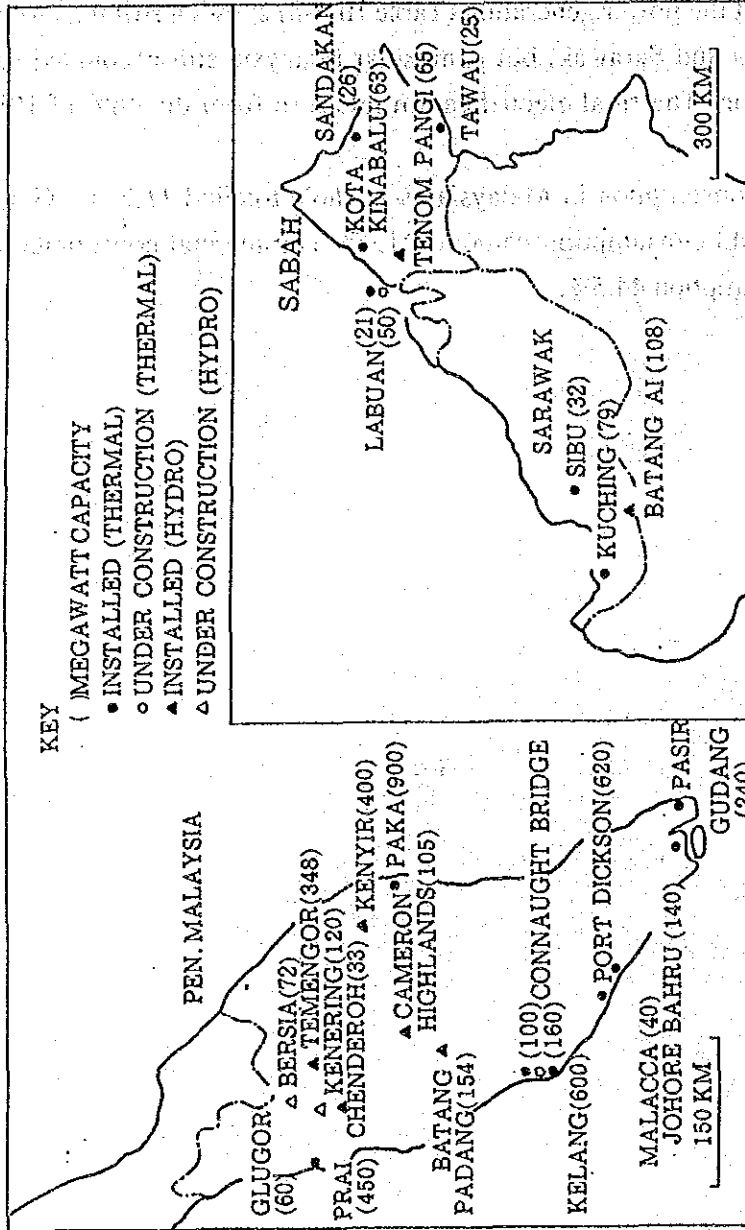 KEY
( )MEGAWATT CAPACITY
● INSTALLED (THERMAL)
○ UNDER CONSTRUCTION (THERMAL)
▲ INSTALLED (HYDRO)
△ UNDER CONSTRUCTION (HYDRO)
PEN. MALAYSIA
GLUGOR
(60)
BERSIA(72)
TEMENGOR(348)
KENERING(120)
PRAI
(450)
CHENDEROH(33)
KENYIR(400)
CAMERON
HIGHLANDS(105)
PAKA(900)
BATANG
PADANG(154)
(100)
CONNAUGHT BRIDGE
(160)
KELANG(600)
PORT DICKSON(620)
MALACCA (40)
JOHORE BAHRU (140)
PASIR
GUDANG
(240)
150 KM
SABAH
SANDAKAN
(26)
KOTA
KINABALU(63)
TENOM PANGI (65)
TAWAU(25)
LABUAN(21)
(50)
SARAWAK
SIBU (32)
KUCHING (79)
BATANG AI (108)
300 KM